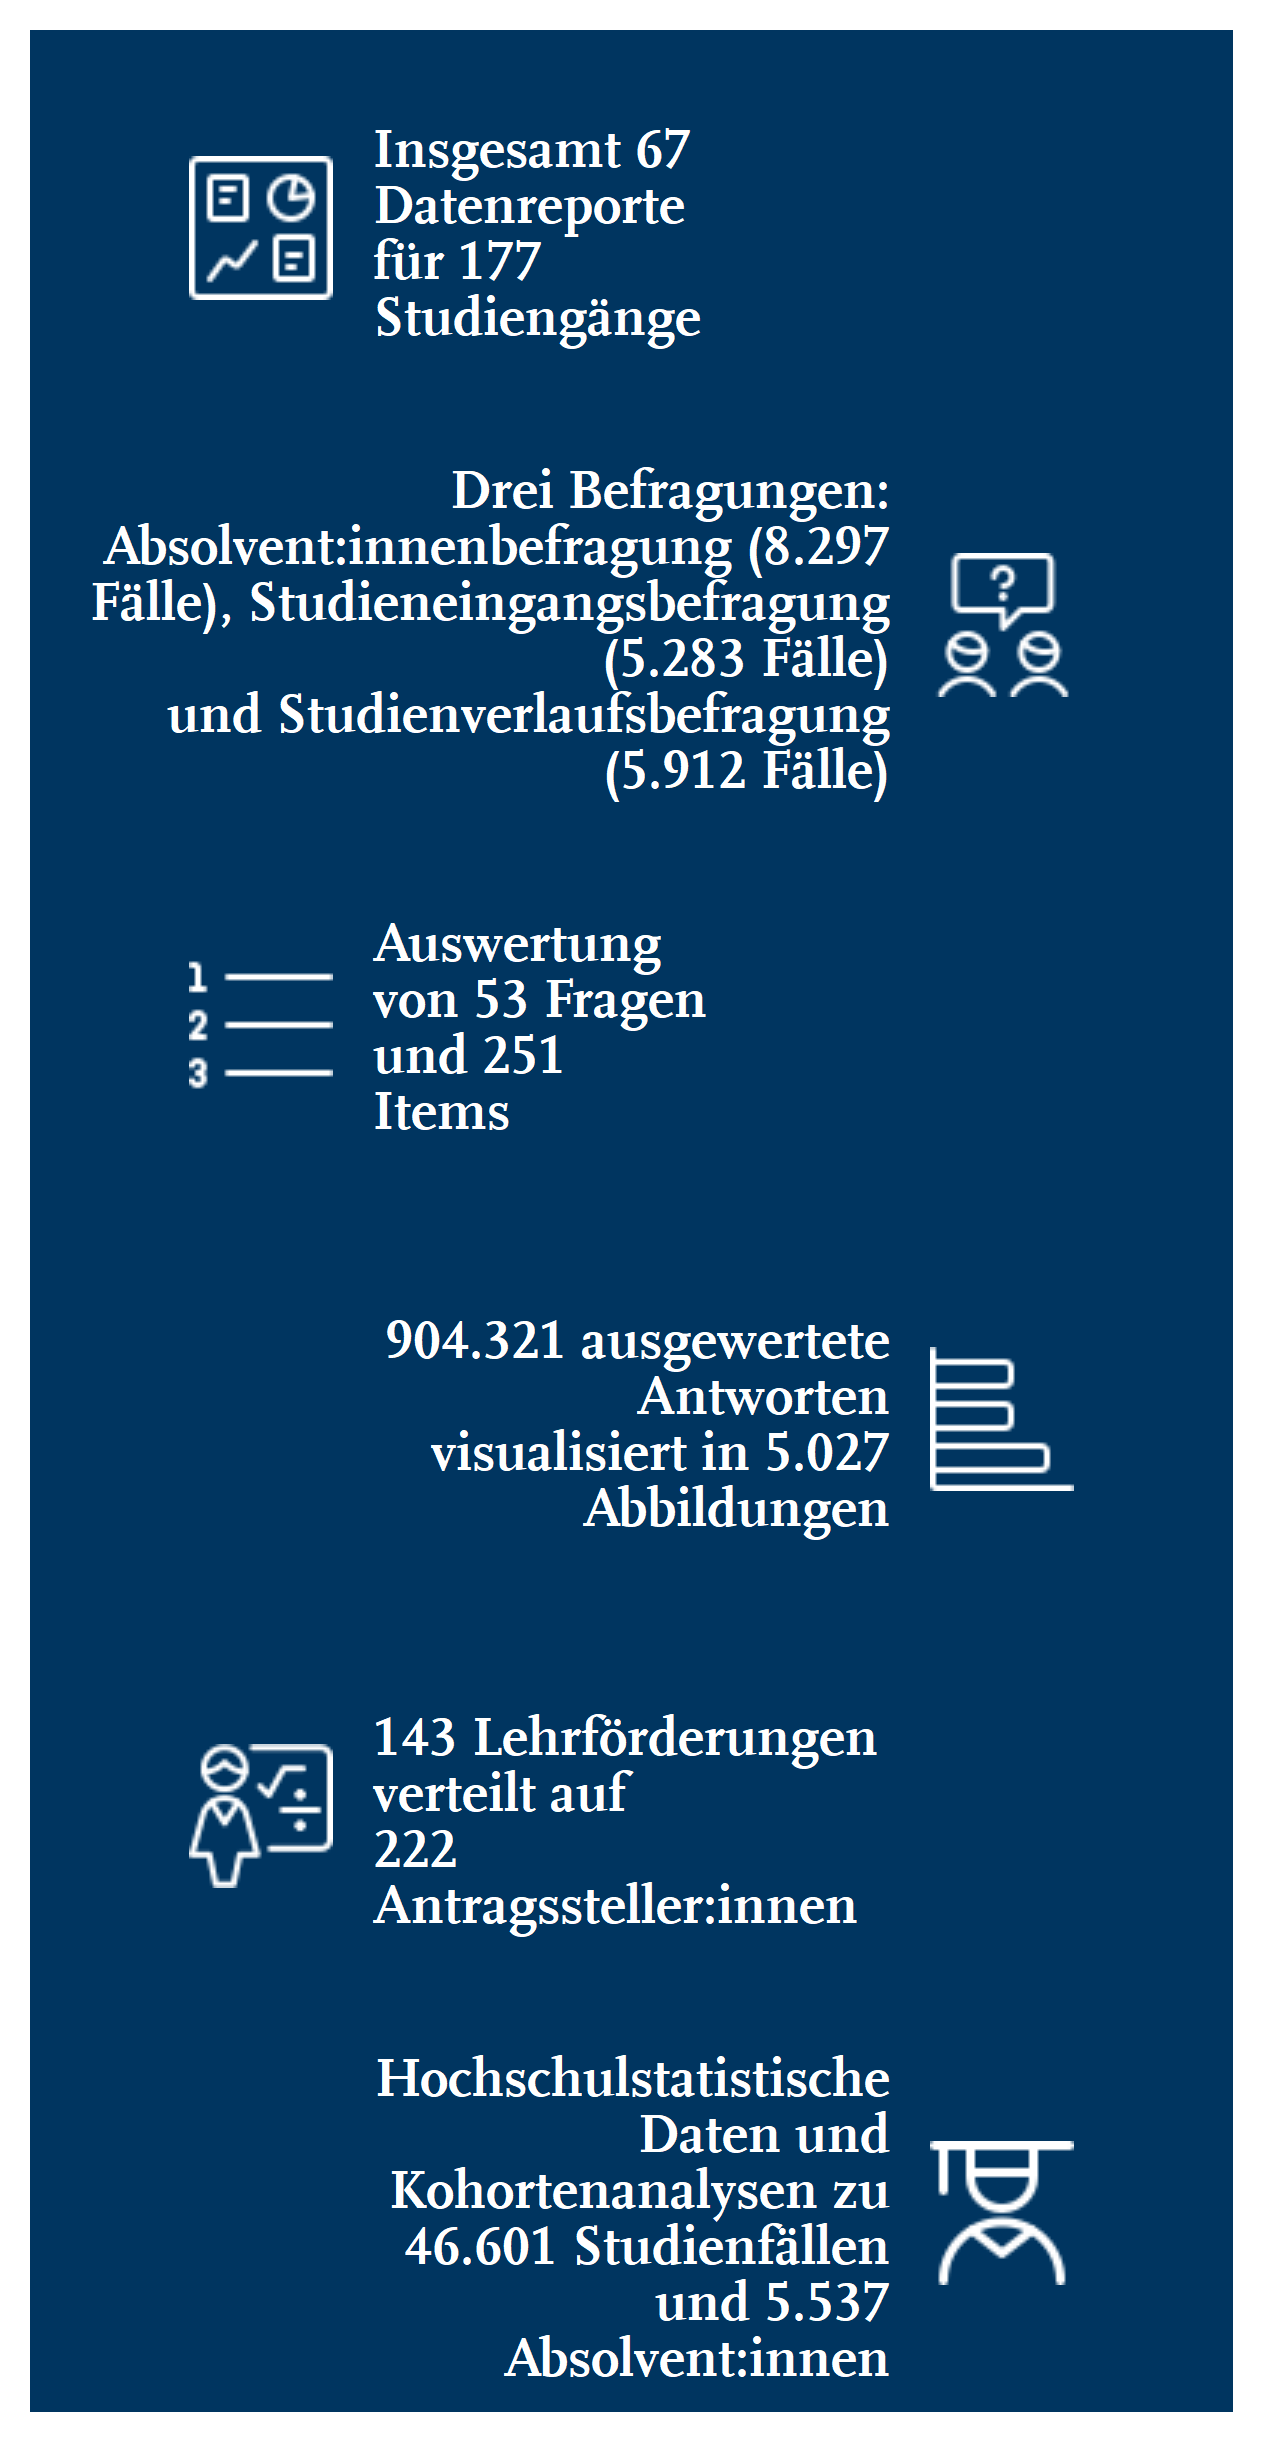 Insgesamt 67
Datenreporte
für 177
Studiengänge
Drei Befragungen:
Absolvent:innenbefragung (8.297
Fälle), Studieneingangsbefragung
(5.283 Fälle)
und Studienverlaufsbefragung
(5.912 Fälle)
1
2
3
Auswertung
von 53 Fragen
und 251
Items
904.321 ausgewertete
Antworten
visualisiert in 5.027
Abbildungen
143 Lehrförderungen
verteilt auf
222
Antragssteller:innen
Hochschulstatistische
Daten und
Kohortenanalysen zu
46.601 Studienfällen
und 5.537
Absolvent:innen